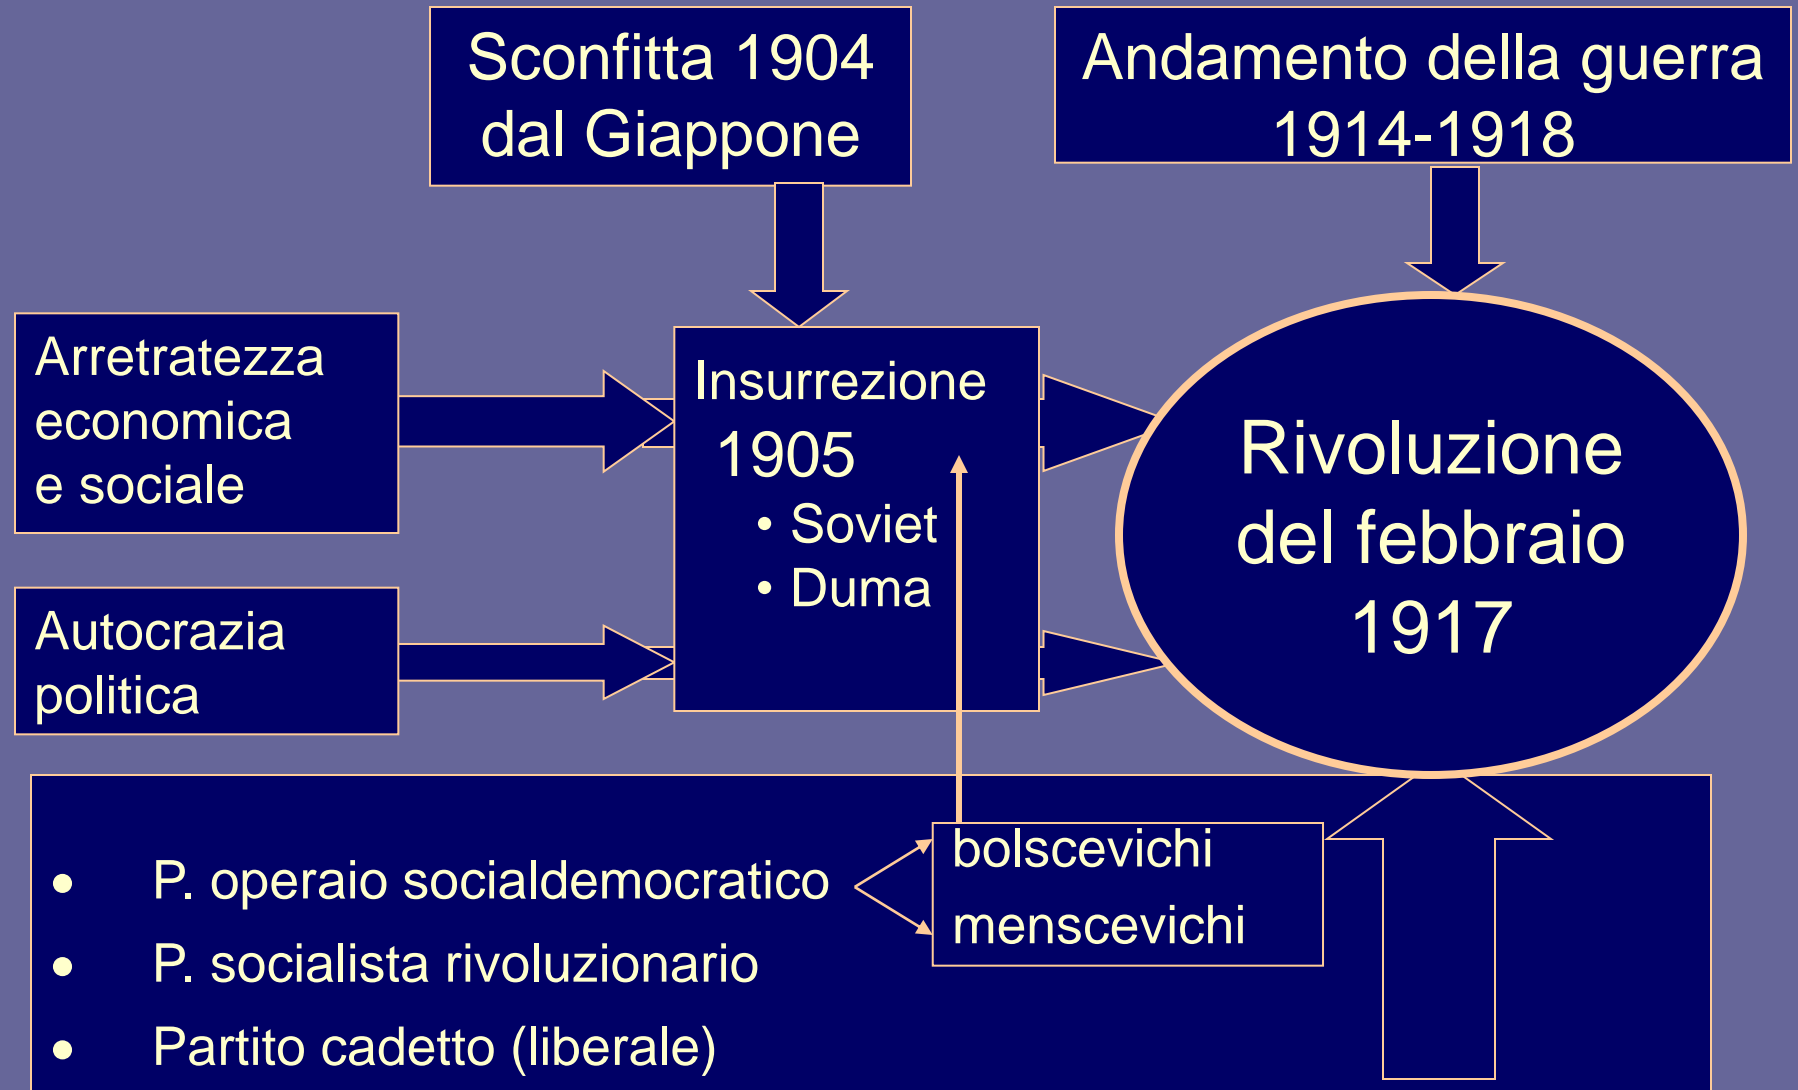 Sconfitta 1904
dal Giappone
Andamento della guerra
1914-1918
Arretratezza
economica
e sociale
Insurrezione
1905
• Soviet
• Duma
Rivoluzione
del febbraio
1917
Autocrazia
politica
• P. operaio socialdemocratico
bolscevichi
menscevichi
• P. socialista rivoluzionario
• Partito cadetto (liberale)